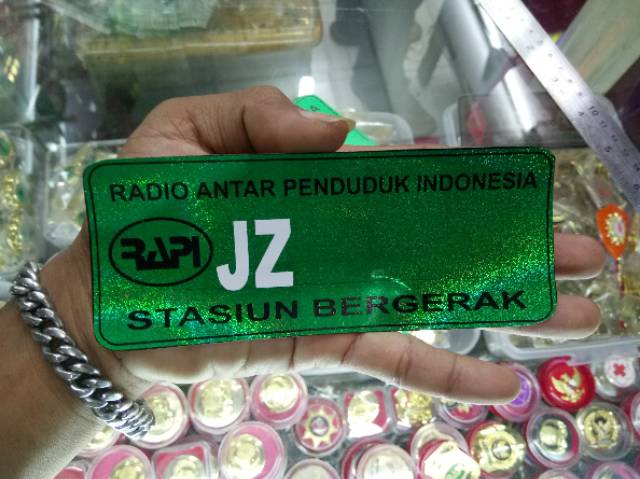 RADIO ANTAR PENDUDUK INDONESIA
RAPI JZ
STASIUN BERGERAK